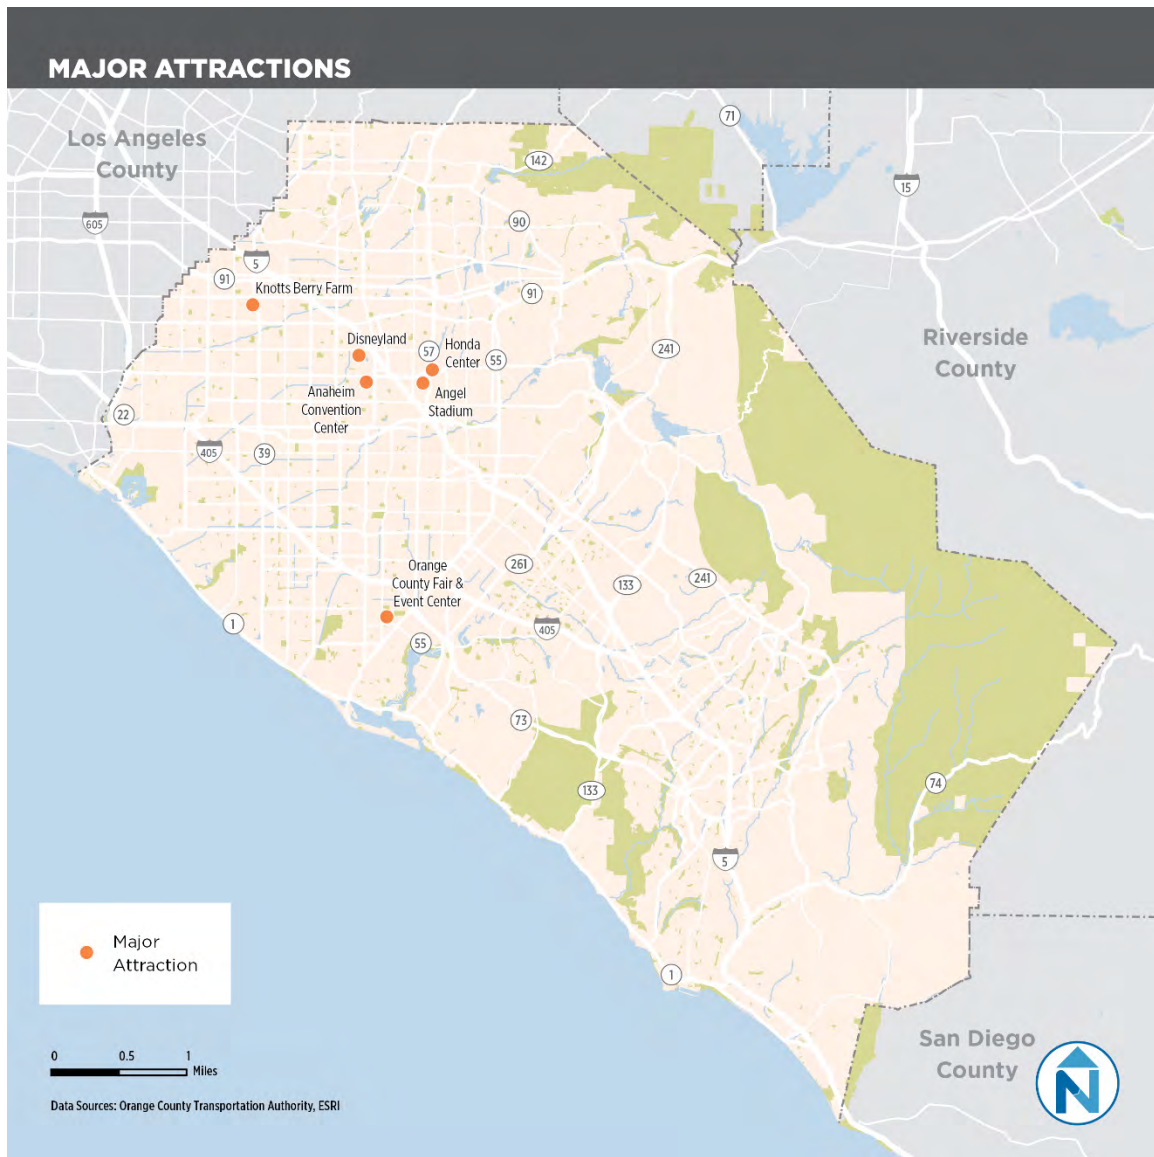 MAJOR ATTRACTIONS
Los Angeles
County
71
142
15
605
90
5
91
Knotts Berry Farm
91
Riverside
County
Disneyland
57
Honda
Center
55
241
Anaheim
Convention
Center
Angel
Stadium
22
405
39
Orange
County Fair &
Event Center
261
133
241
1
55
405
73
74
133
5
Major
Attraction
1
San Diego
County
N
0 0.5 1
Miles
Data Sources: Orange County Transportation Authority, ESRI